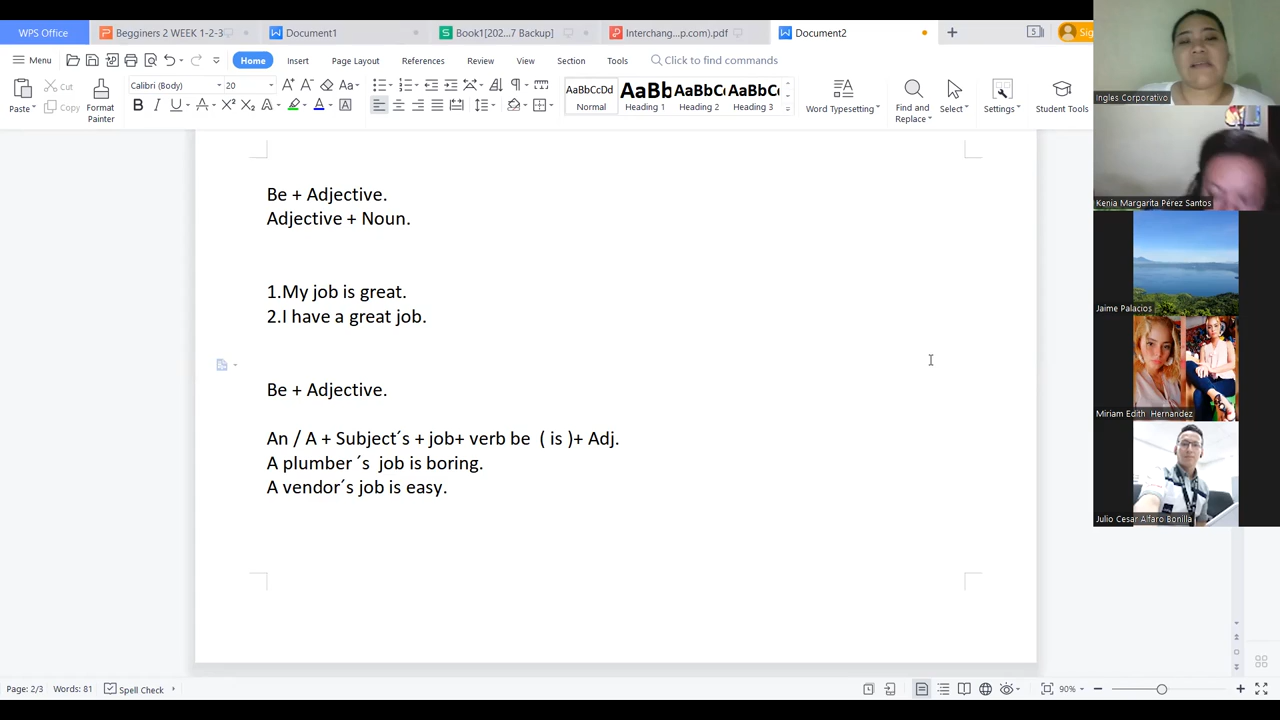 WPS Office
Begginers 2 WEEK 1-2-3
Document1
Book1[202...7 Backup]
Interchang...p.com).pdf
Document2
Menu
Home
Insert
Page Layout
References
Review
View
Section
Tools
Click to find commands
Paste
Cut
Copy
Format Painter
Calibri (Body)
20
AaBbCcDd
Normal
Heading 1
Heading 2
Heading 3
Word Typesetting
Find and Replace
Select
Settings
Student Tools
Be + Adjective.
Adjective + Noun.
1.My job is great.
2.I have a great job.
Be + Adjective.
An / A + Subject´s + job+ verb be ( is )+ Adj.
A plumber ´s job is boring.
A vendor´s job is easy.
Ingles Corporativo
Kenia Margarita Pérez Santos
Jaime Palacios
Miriam Edith Hernandez
Julio Cesar Alfaro Bonilla
Page: 2/3
Words: 81
Spell Check
90%